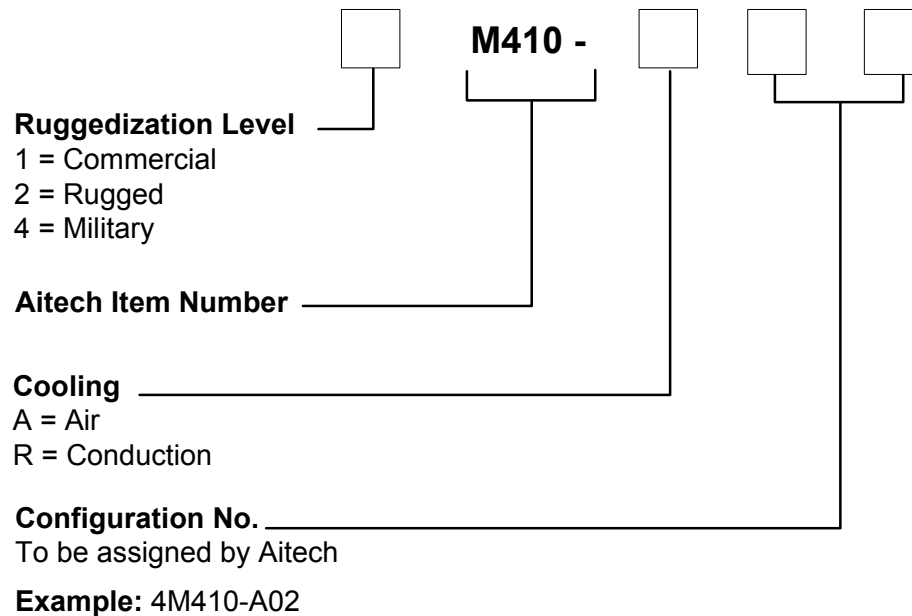 M410 -
Ruggedization Level
1 = Commercial
2 = Rugged
4 = Military
Aitech Item Number
Cooling
A = Air
R = Conduction
Configuration No.
To be assigned by Aitech
Example: 4M410-A02